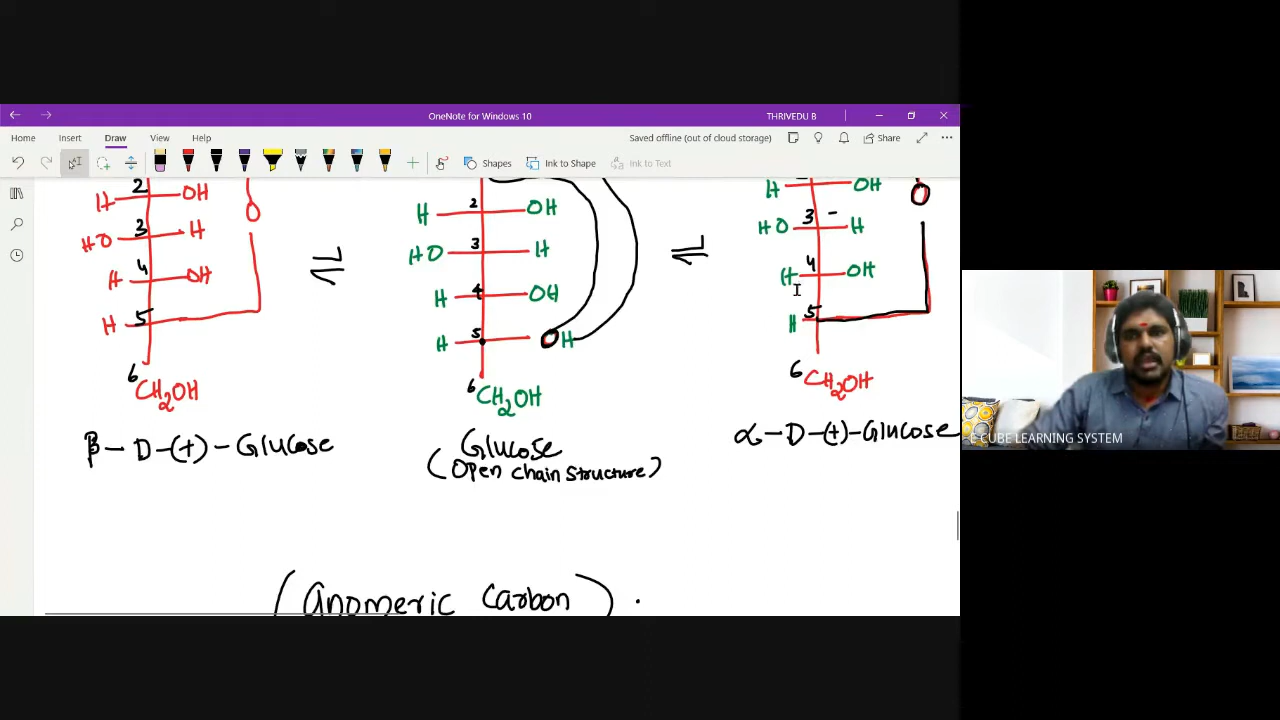 OneNote for Windows 10
THRIVEDU B
Home Insert Draw View Help
Saved offline (out of cloud storage)
Share
Shapes
Ink to Shape
Ink to Text
2 H OH
3 HO H
4 H OH
5 H
O
6 CH2OH
β-D-(+)-Glucose
⇌
2 H OH
3 HO H
4 H OH
5 H OH
6 CH2OH
Glucose
(Open chain structure)
⇌
H OH
3 HO H
4 H OH
5 H
O
6 CH2OH
α-D-(+)-Glucose
(Anomeric Carbon).
CUBE LEARNING SYSTEM